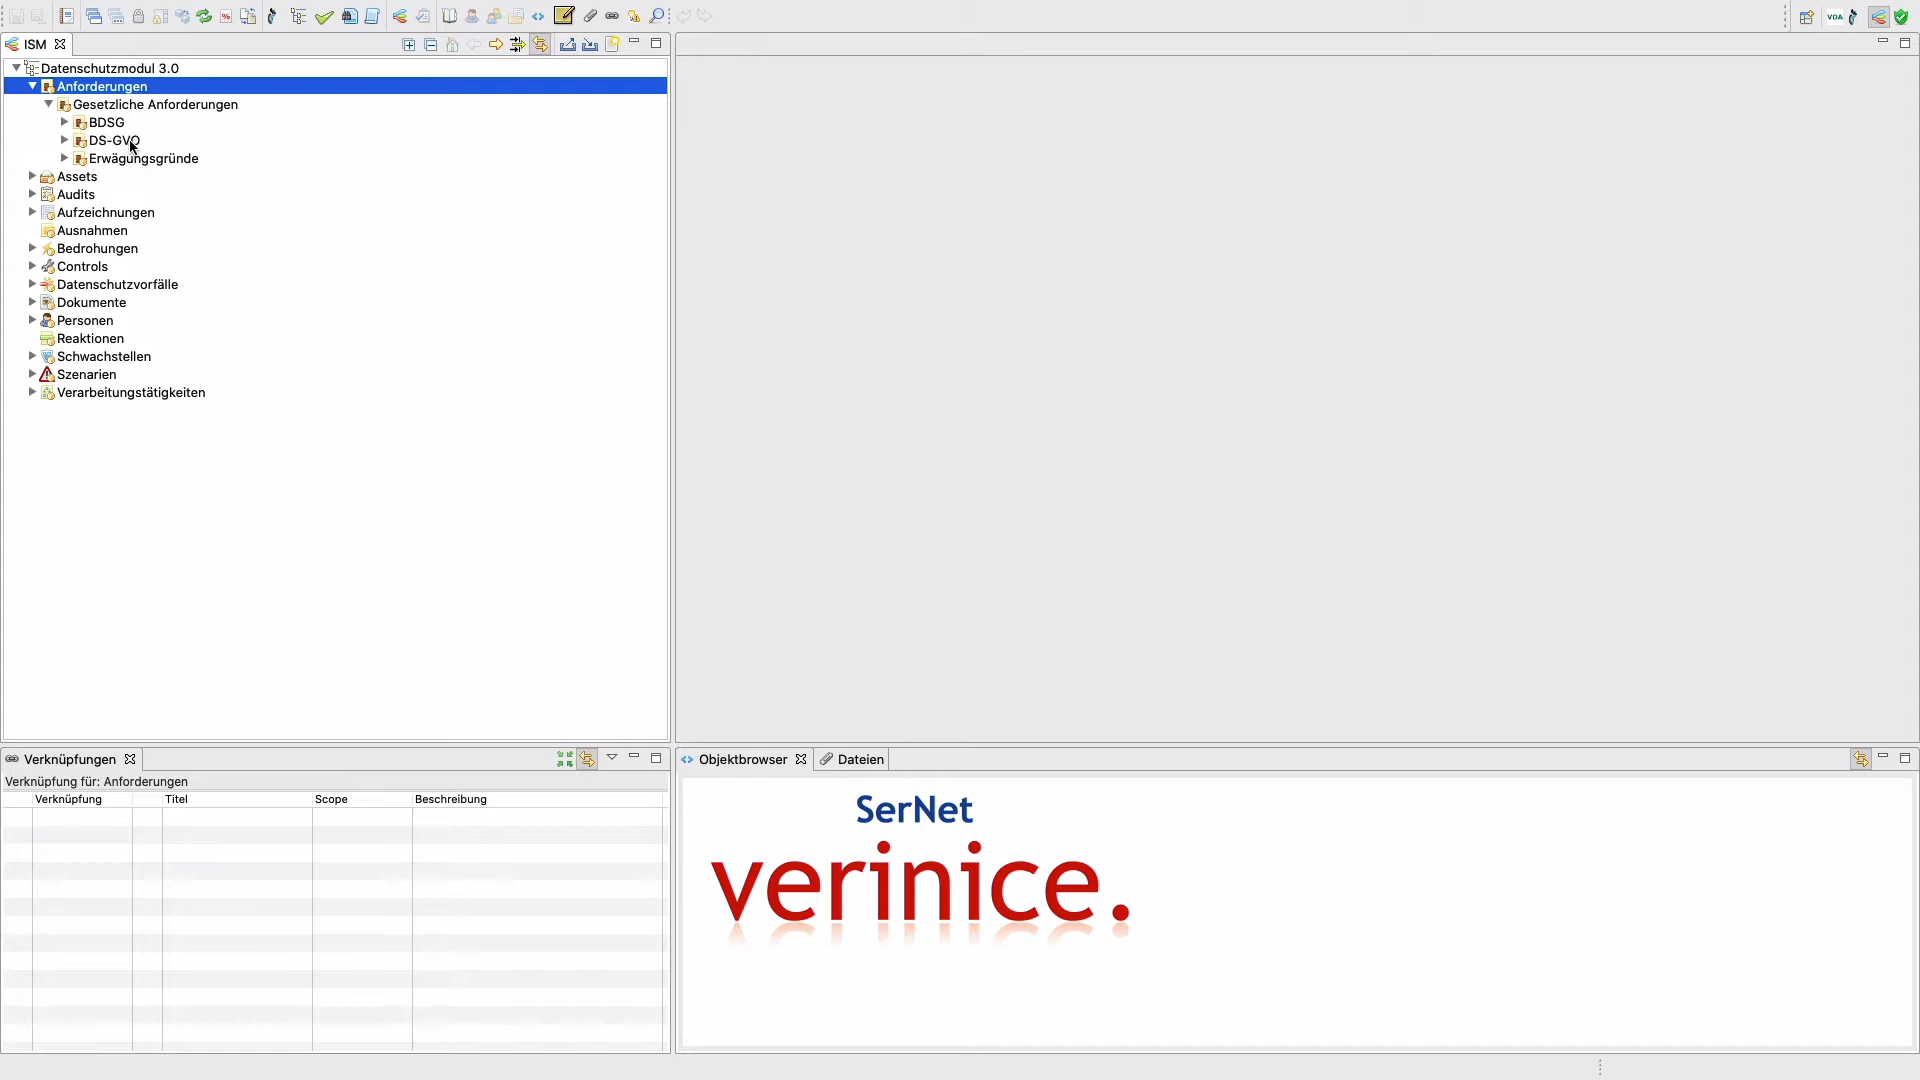 VDA
ISM
Datenschutzmodul 3.0
Anforderungen
Gesetzliche Anforderungen
BDSG
DS-GVO
Erwägungsgründe
Assets
Audits
Aufzeichnungen
Ausnahmen
Bedrohungen
Controls
Datenschutzvorfälle
Dokumente
Personen
Reaktionen
Schwachstellen
Szenarien
Verarbeitungstätigkeiten
Verknüpfungen
Verknüpfung für: Anforderungen
Verknüpfung Titel Scope Beschreibung
Objektbrowser Dateien
SerNet
verinice.